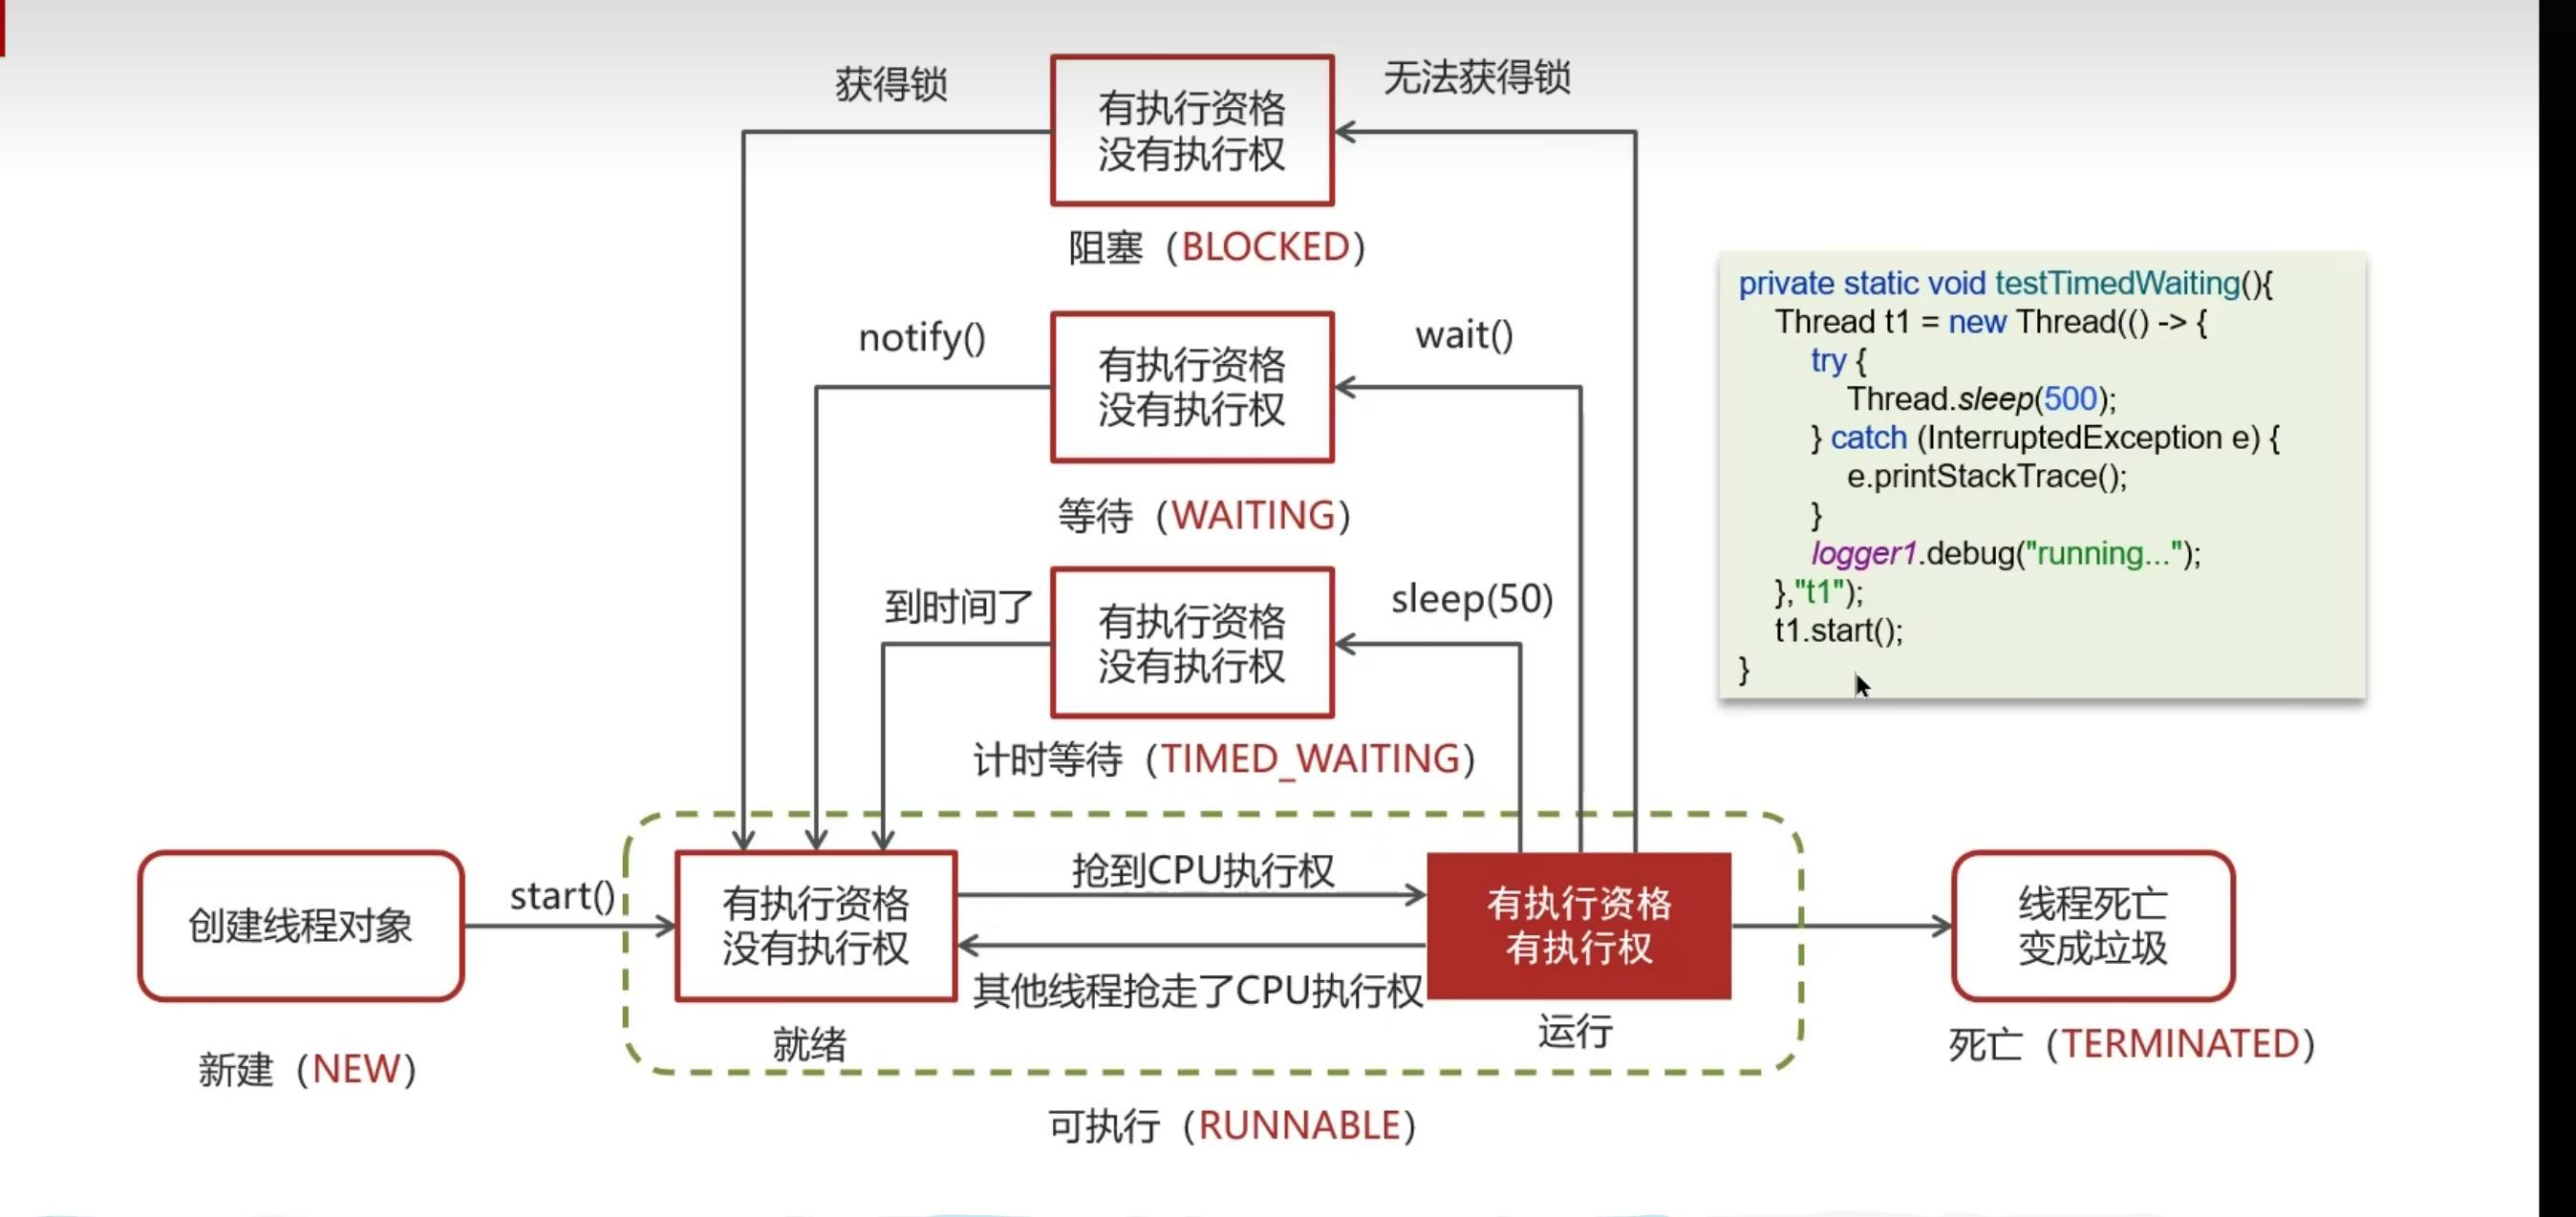 获得锁
无法获得锁
有执行资格
没有执行权
阻塞（BLOCKED）
notify()
wait()
有执行资格
没有执行权
等待（WAITING）
到时间了
sleep(50)
有执行资格
没有执行权
计时等待（TIMED_WAITING）
private static void testTimedWaiting(){
Thread t1 = new Thread(() -> {
try {
Thread.sleep(500);
} catch (InterruptedException e) {
e.printStackTrace();
}
logger1.debug("running...");
},"t1");
t1.start();
}
创建线程对象
新建（NEW）
start()
有执行资格
没有执行权
就绪
抢到CPU执行权
其他线程抢走了CPU执行权
有执行资格
有执行权
运行
可执行（RUNNABLE）
线程死亡
变成垃圾
死亡（TERMINATED）